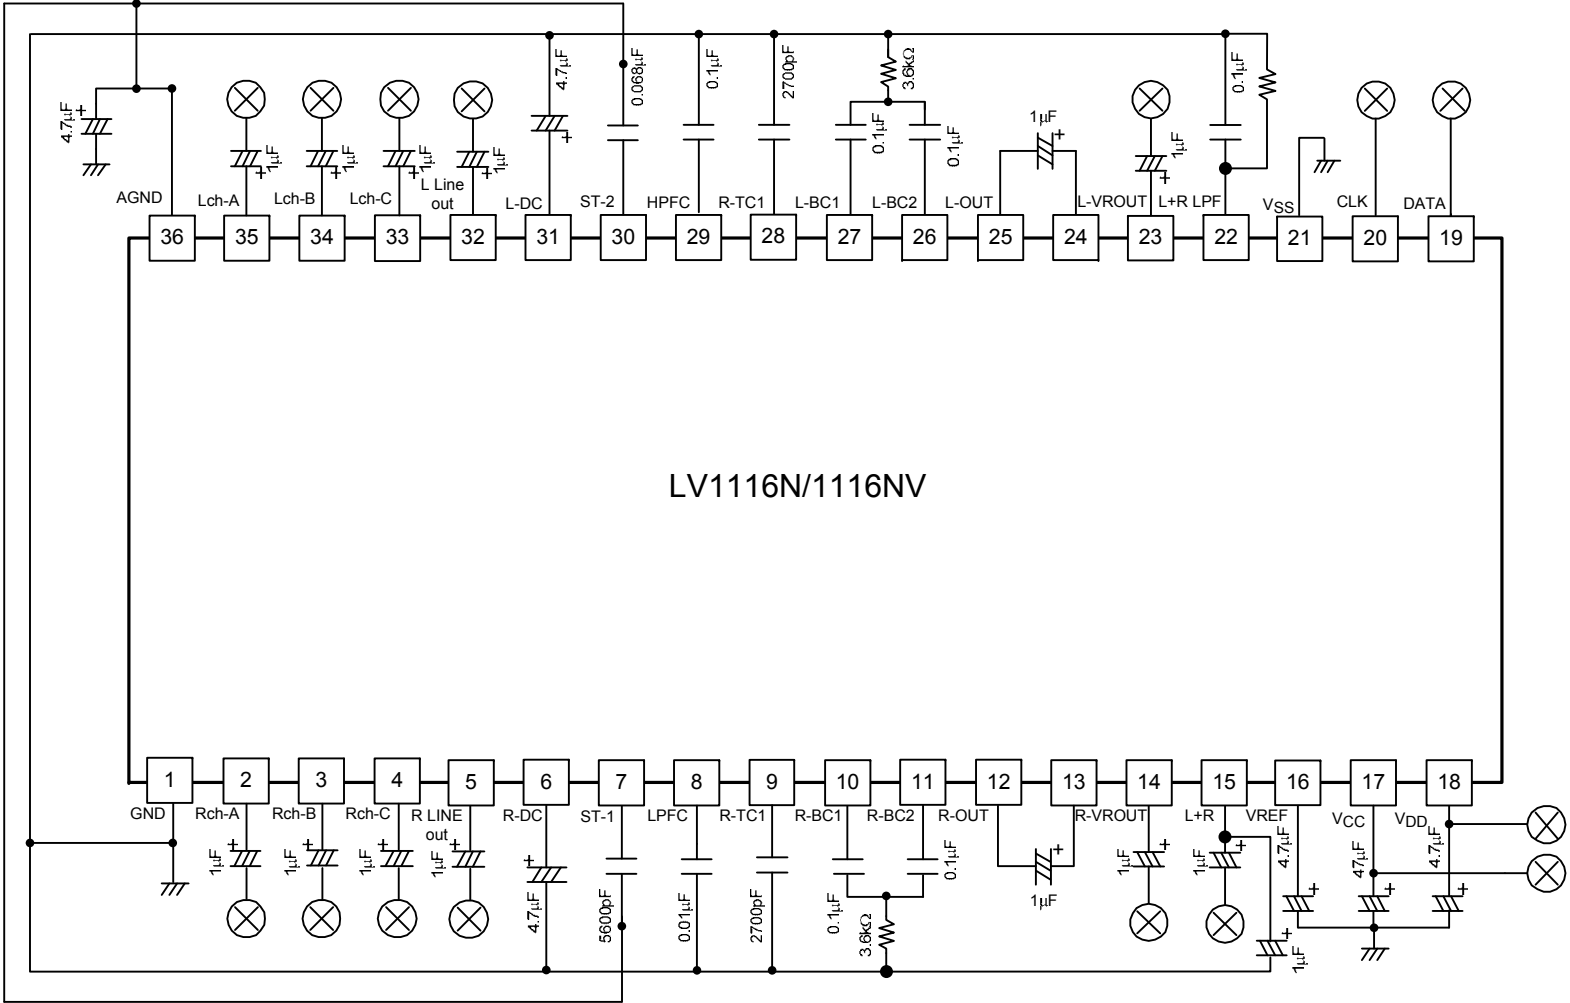 4.7µF
+
1µF
+
1µF
+
1µF
+
1µF
+
4.7µF
+
0.068µF
0.1µF
2700pF
0.1µF
3.6kΩ
0.1µF
1µF
+
1µF
+
0.1µF
AGND
Lch-A
Lch-B
Lch-C
L Line
out
L-DC
ST-2
HPFC
R-TC1
L-BC1
L-BC2
L-OUT
L-VROUT
L+R LPF
VSS
CLK
DATA
36
35
34
33
32
31
30
29
28
27
26
25
24
23
22
21
20
19
LV1116N/1116NV
1
2
3
4
5
6
7
8
9
10
11
12
13
14
15
16
17
18
GND
Rch-A
Rch-B
Rch-C
R LINE
out
R-DC
ST-1
LPFC
R-TC1
R-BC1
R-BC2
R-OUT
R-VROUT
L+R
VREF
VCC
VDD
1µF
+
1µF
+
1µF
+
1µF
+
+
4.7µF
5600pF
0.01µF
2700pF
0.1µF
3.6kΩ
0.1µF
+
1µF
1µF
+
1µF
+
+
1µF
4.7µF
+
47µF
+
4.7µF
+